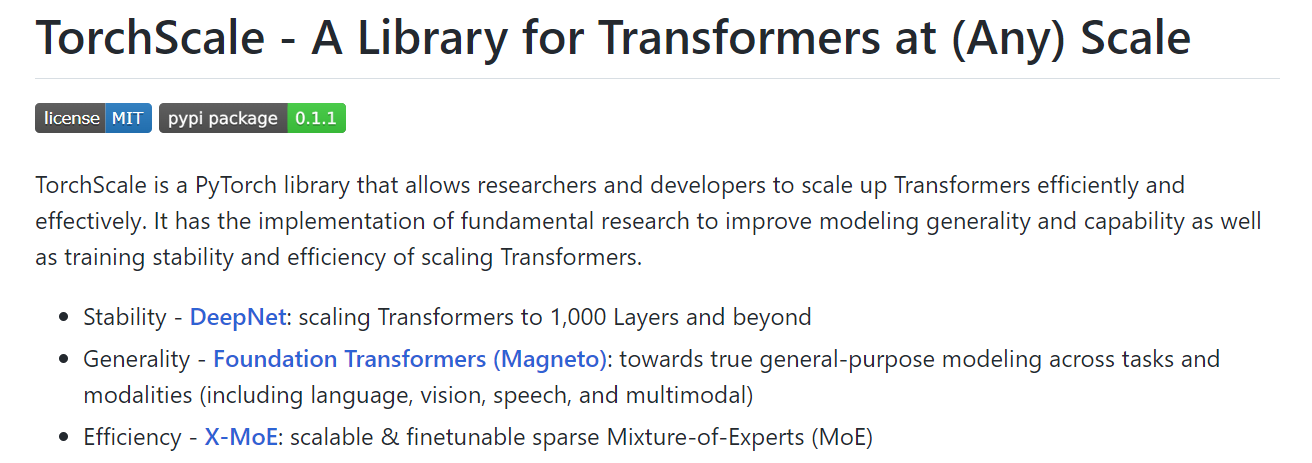 TorchScale - A Library for Transformers at (Any) Scale
license MIT pypi package 0.1.1
TorchScale is a PyTorch library that allows researchers and developers to scale up Transformers efficiently and
effectively. It has the implementation of fundamental research to improve modeling generality and capability as well
as training stability and efficiency of scaling Transformers.
• Stability - DeepNet: scaling Transformers to 1,000 Layers and beyond
• Generality - Foundation Transformers (Magneto): towards true general-purpose modeling across tasks and
modalities (including language, vision, speech, and multimodal)
• Efficiency - X-MoE: scalable & finetunable sparse Mixture-of-Experts (MoE)